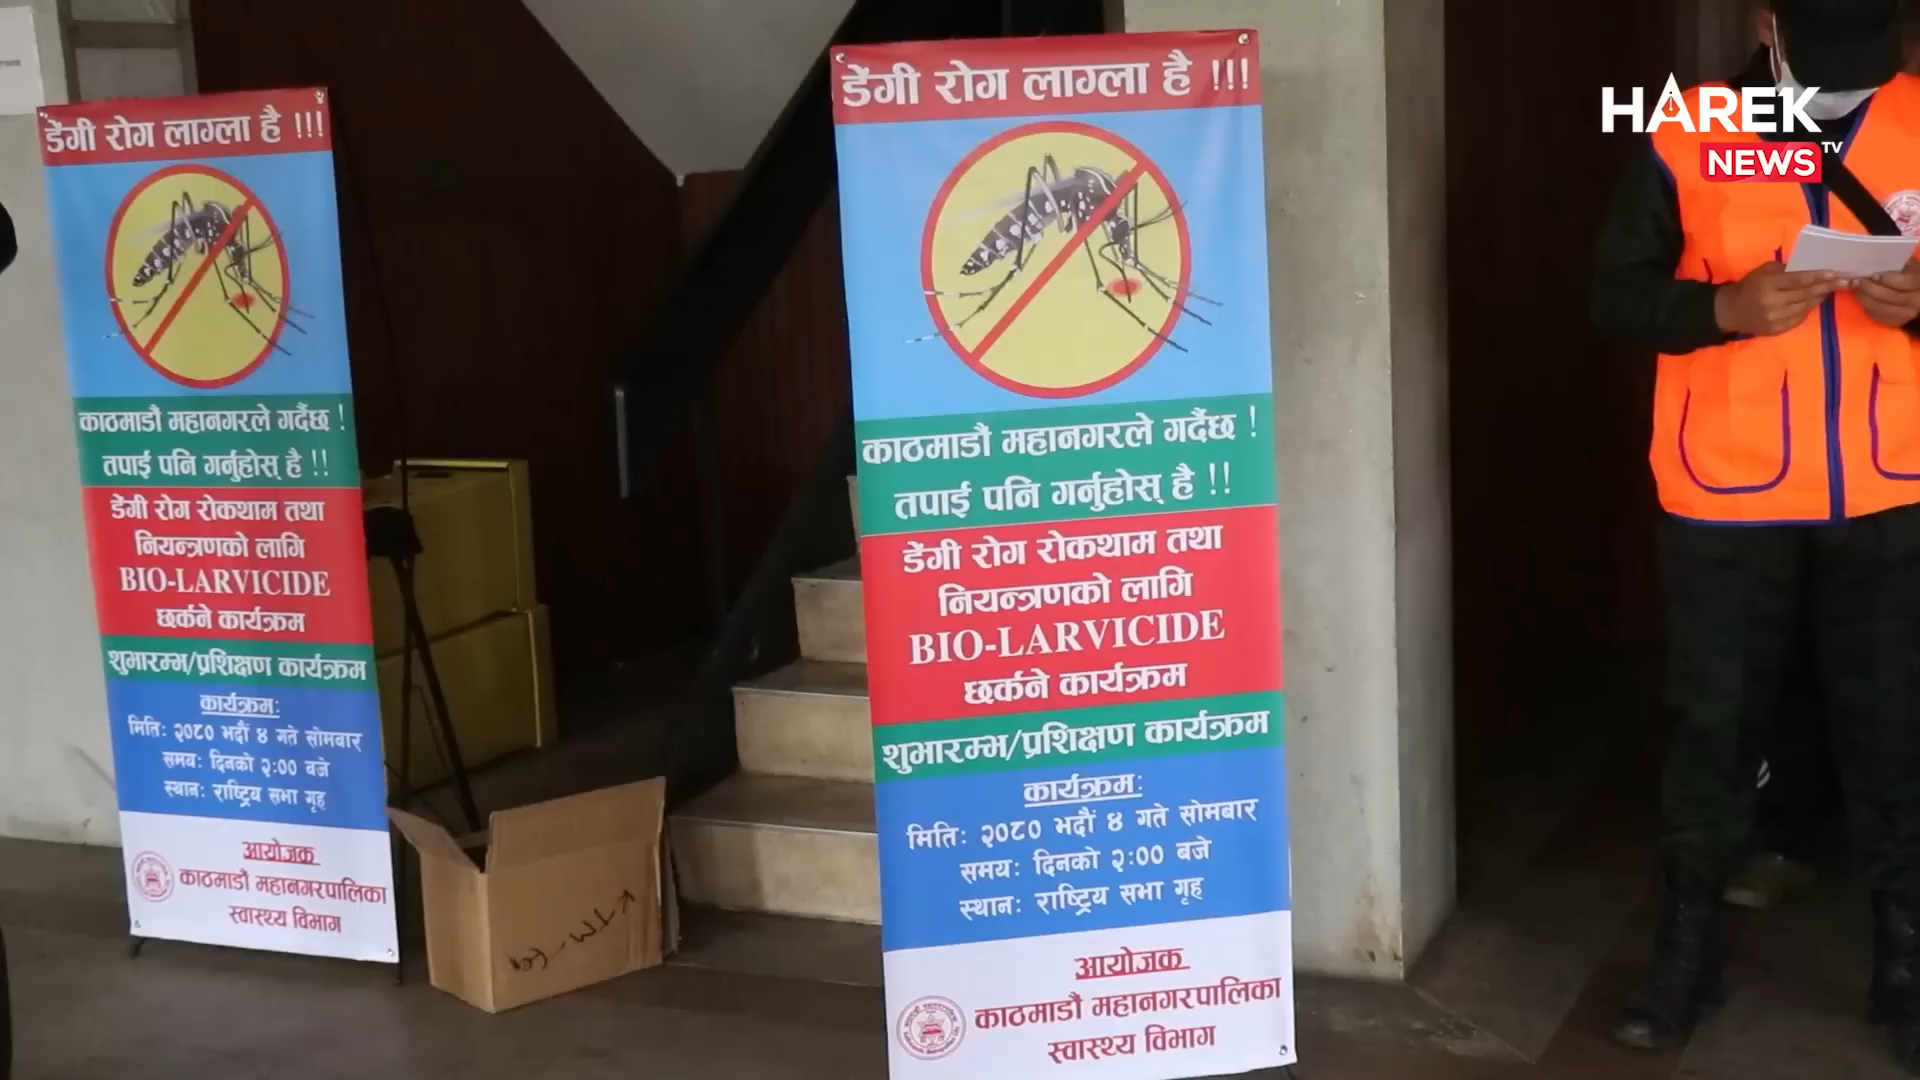 डेंगी रोग लाग्ला है !!!
काठमाडौं महानगरले गर्दैछ !
तपाई पनि गर्नुहोस् है !!
डेंगी रोग रोकथाम तथा
नियन्त्रणको लागि
BIO-LARVICIDE
छर्कने कार्यक्रम
शुभारम्भ/प्रशिक्षण कार्यक्रम
कार्यक्रमः
मितिः २०८० भदौं ४ गते सोमबार
समयः दिनको २:00 बजे
स्थानः राष्ट्रिय सभा गृह
आयोजक
काठमाडौं महानगरपालिका
स्वास्थ्य विभाग
डेंगी रोग लाग्ला है !!!
काठमाडौं महानगरले गर्दैछ !
तपाई पनि गर्नुहोस् है !!
डेंगी रोग रोकथाम तथा
नियन्त्रणको लागि
BIO-LARVICIDE
छर्कने कार्यक्रम
शुभारम्भ/प्रशिक्षण कार्यक्रम
कार्यक्रमः
मितिः २०८० भदौं ४ गते सोमबार
समयः दिनको २:00 बजे
स्थानः राष्ट्रिय सभा गृह
आयोजक
काठमाडौं महानगरपालिका
स्वास्थ्य विभाग
HAREK
NEWS TV